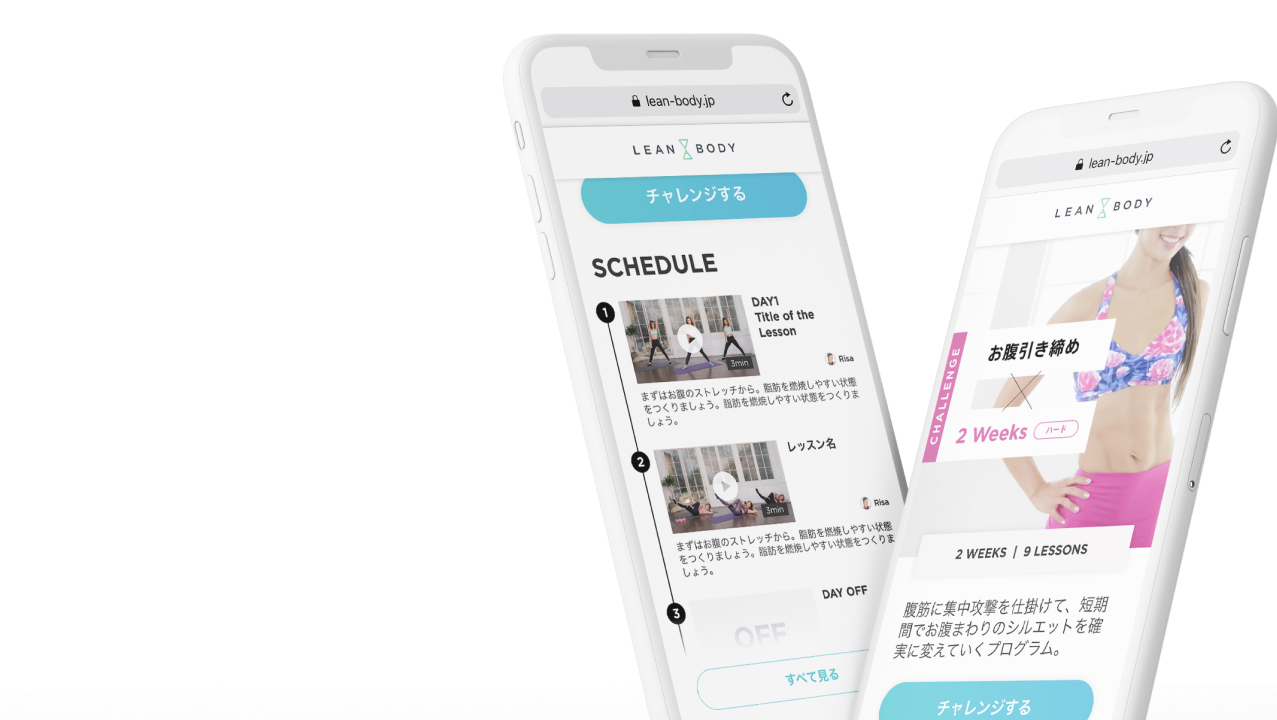 lean-body.jp
LEAN BODY
チャレンジする
SCHEDULE
1
DAY1
Title of the
Lesson
3min
Risa
まずはお腹のストレッチから。脂肪を燃焼しやすい状態
をつくりましょう。脂肪を燃焼しやすい状態をつくりま
しょう。
2
レッスン名
3min
Risa
まずはお腹のストレッチから。脂肪を燃焼しやすい状態
をつくりましょう。脂肪を燃焼しやすい状態をつくりま
しょう。
3
DAY OFF
OFF
すべて見る
lean-body.jp
LEAN BODY
CHALLENGE
お腹引き締め
2 Weeks ハード
2 WEEKS | 9 LESSONS
腹筋に集中攻撃を仕掛けて、短期
間でお腹まわりのシルエットを確
実に変えていくプログラム。
チャレンジする